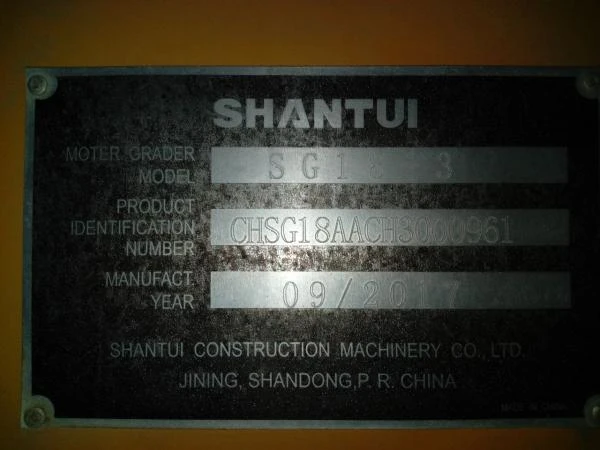 SHANTUI
MOTER GRADER MODEL SG18-3
PRODUCT IDENTIFICATION NUMBER CHSG18AACH3000961
MANUFACT. YEAR 09/2017
SHANTUI CONSTRUCTION MACHINERY CO., LTD.
JINING, SHANDONG, P. R. CHINA
MADE IN CHINA